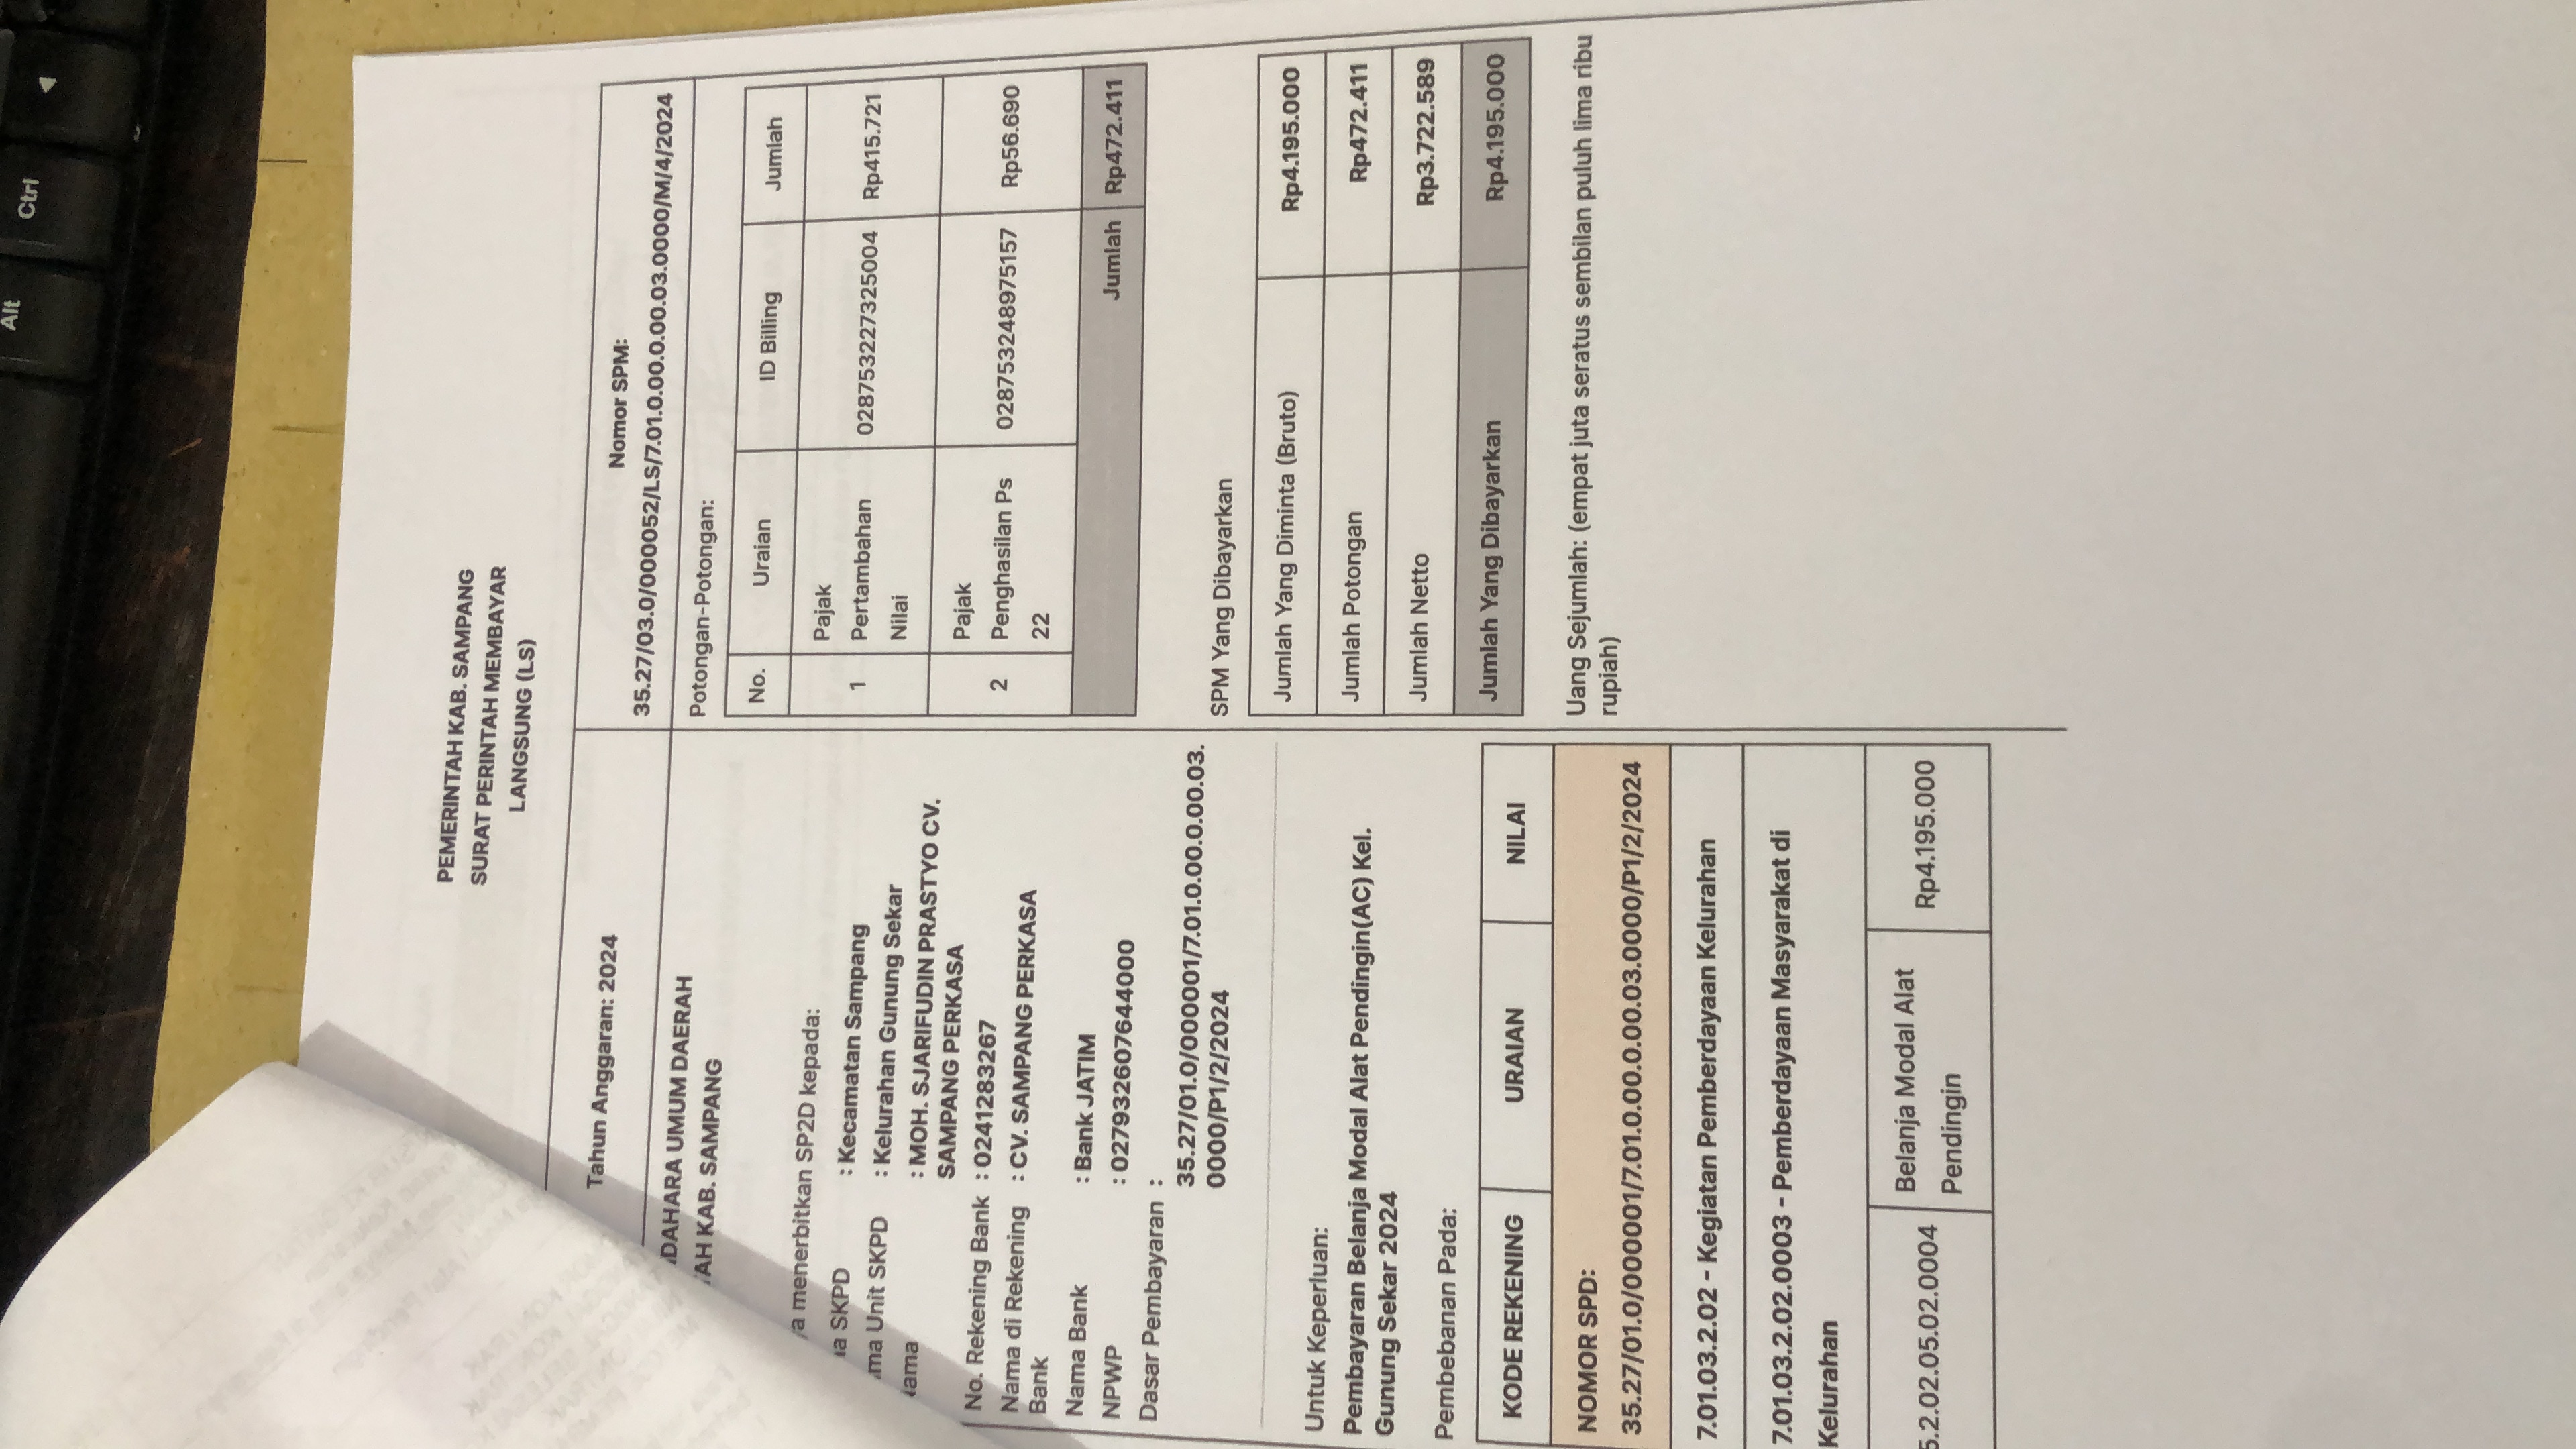 Alt
Ctrl
PEMERINTAH KAB. SAMPANG
SURAT PERINTAH MEMBAYAR
LANGSUNG (LS)
Tahun Anggaran: 2024
Nomor SPM:
35.27/03.0/000052/LS/7.01.0.00.0.00.03.0000/M/4/2024
DAHARA UMUM DAERAH
AH KAB. SAMPANG
a menerbitkan SP2D kepada:
a SKPD : Kecamatan Sampang
ma Unit SKPD : Kelurahan Gunung Sekar
ama : MOH. SJARIFUDIN PRASTYO CV.
SAMPANG PERKASA
No. Rekening Bank : 0241283267
Nama di Rekening : CV. SAMPANG PERKASA
Bank
Nama Bank : Bank JATIM
NPWP : 027932607644000
Dasar Pembayaran :
35.27/01.0/000001/7.01.0.00.0.00.03.
0000/P1/2/2024
Untuk Keperluan:
Pembayaran Belanja Modal Alat Pendingin(AC) Kel.
Gunung Sekar 2024
Pembebanan Pada:
KODE REKENING URAIAN NILAI
NOMOR SPD:
35.27/01.0/000001/7.01.0.00.0.00.03.0000/P1/2/2024
7.01.03.2.02 - Kegiatan Pemberdayaan Kelurahan
7.01.03.2.02.0003 - Pemberdayaan Masyarakat di
Kelurahan
5.2.02.05.02.0004 Belanja Modal Alat Rp4.195.000
Pendingin
Potongan-Potongan:
No. Uraian ID Billing Jumlah
Pajak
1 Pertambahan 028753227325004 Rp415.721
Nilai
Pajak
2 Penghasilan Ps 028753248975157 Rp56.690
22
Jumlah Rp472.411
SPM Yang Dibayarkan
Jumlah Yang Diminta (Bruto) Rp4.195.000
Jumlah Potongan Rp472.411
Jumlah Netto Rp3.722.589
Jumlah Yang Dibayarkan Rp4.195.000
Uang Sejumlah: (empat juta seratus sembilan puluh lima ribu
rupiah)